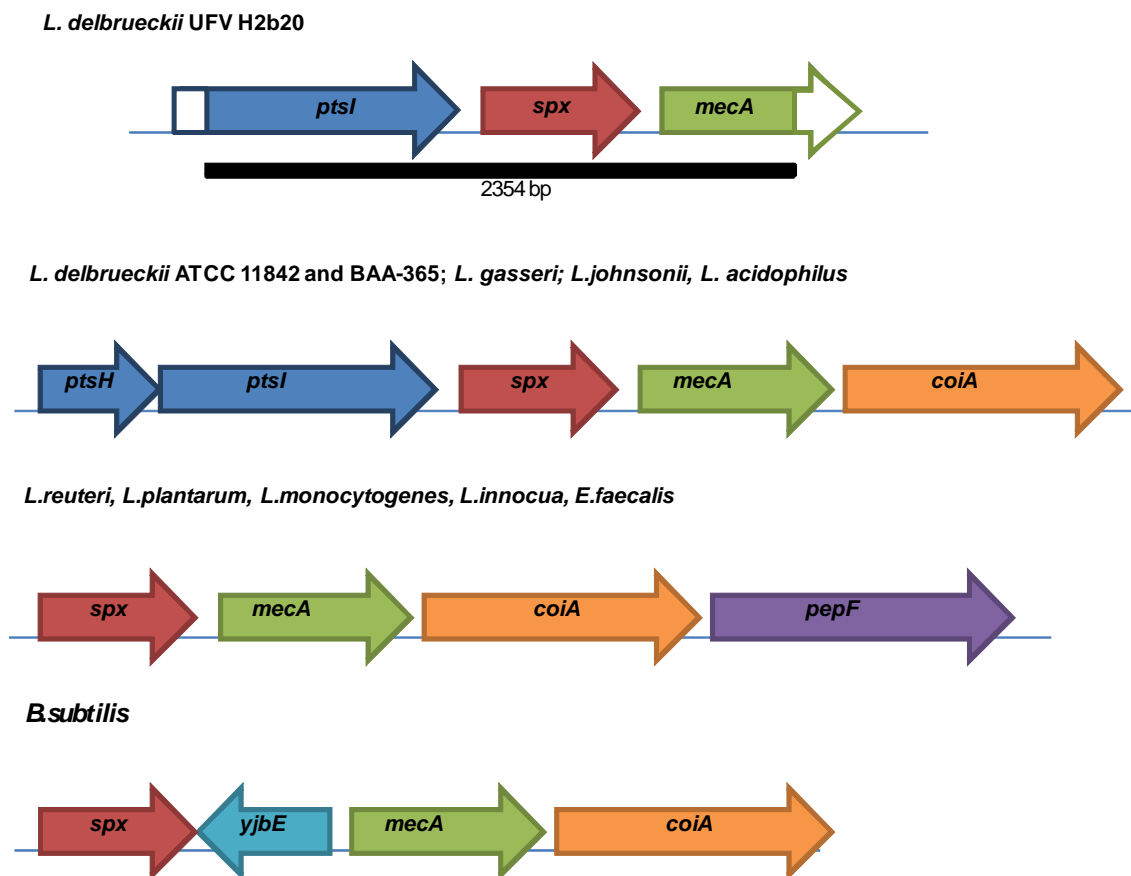 L. delbrueckii UFV H2b20
ptsI spx mecA
2354 bp
L. delbrueckii ATCC 11842 and BAA-365; L. gasseri; L.johnsonii, L. acidophilus
ptsH ptsI spx mecA coiA
L.reuteri, L.plantarum, L.monocytogenes, L.innocua, E.faecalis
spx mecA coiA pepF
B.subtilis
spx yjbE mecA coiA